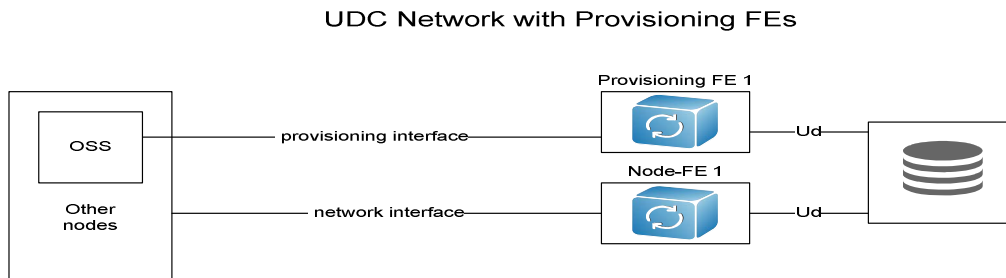 UDC Network with Provisioning FEs
Provisioning FE 1
OSS
provisioning interface
Ud
Node-FE 1
Other
nodes
network interface
Ud